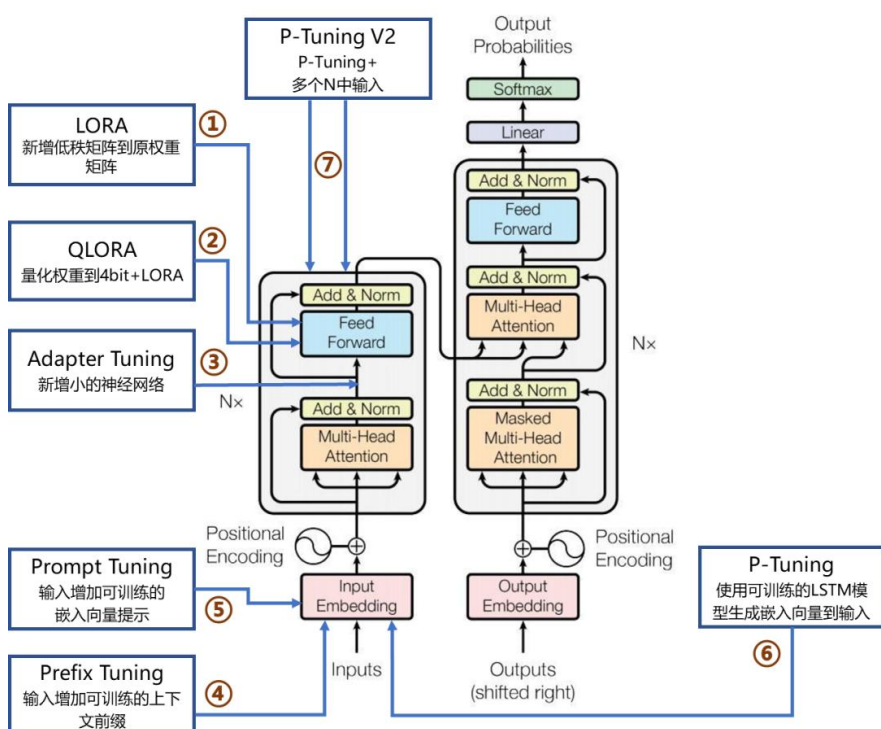 P-Tuning V2
P-Tuning+
多个N中输入
⑦
LORA
新增低秩矩阵到原权重
矩阵
①
QLORA
量化权重到4bit+LORA
②
Adapter Tuning
新增小的神经网络
③
Prompt Tuning
输入增加可训练的
嵌入向量提示
⑤
Prefix Tuning
输入增加可训练的上下
文前缀
④
Add & Norm
Feed
Forward
N×
Add & Norm
Multi-Head
Attention
Positional
Encoding
Input
Embedding
Inputs
Output
Probabilities
Softmax
Linear
Add & Norm
Feed
Forward
Add & Norm
Multi-Head
Attention
N×
Add & Norm
Masked
Multi-Head
Attention
Positional
Encoding
Output
Embedding
Outputs
(shifted right)
P-Tuning
使用可训练的LSTM模
型生成嵌入向量到输入
⑥